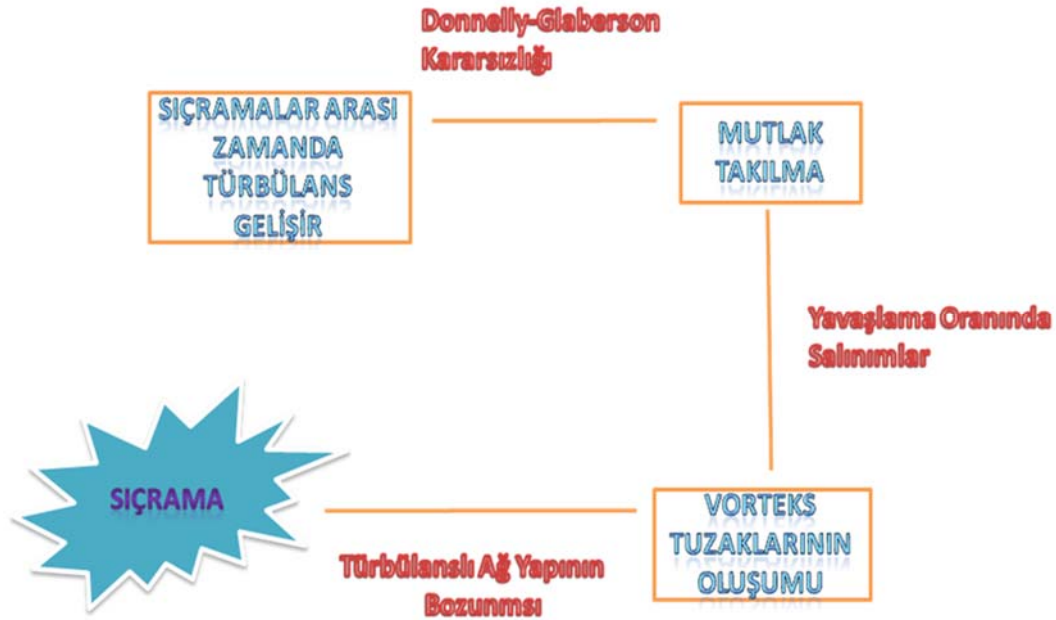 Donnelly-Glaberson
Kararsızlığı
SIÇRAMALAR ARASI
ZAMANDA
TÜRBÜLANS
GELİŞİR
MUTLAK
TAKILMA
Yavaşlama Oranında
Salınımlar
SIÇRAMA
VORTEKS
TUZAKLARININ
OLUŞUMU
Türbülanslı Ağ Yapının
Bozunmsı